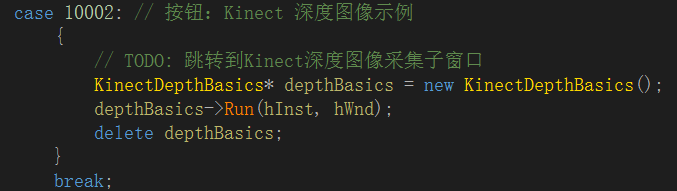 case 10002: // 按钮：Kinect 深度图像示例
{
// TODO: 跳转到Kinect深度图像采集子窗口
KinectDepthBasics* depthBasics = new KinectDepthBasics();
depthBasics->Run(hInst, hWnd);
delete depthBasics;
}
break;